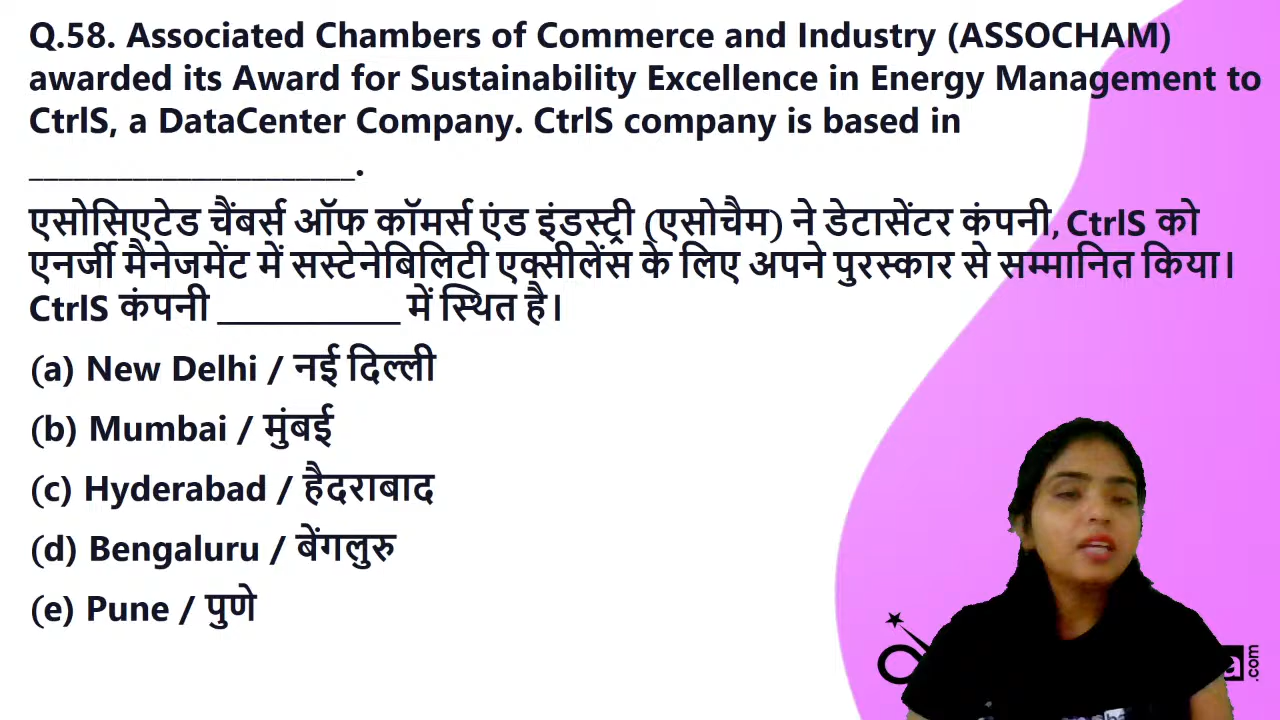 Q.58. Associated Chambers of Commerce and Industry (ASSOCHAM)
awarded its Award for Sustainability Excellence in Energy Management to
CtrlS, a DataCenter Company. CtrlS company is based in
____________________.
एसोसिएटेड चैंबर्स ऑफ कॉमर्स एंड इंडस्ट्री (एसोचैम) ने डेटासेंटर कंपनी, CtrlS को
एनर्जी मैनेजमेंट में सस्टेनेबिलिटी एक्सीलेंस के लिए अपने पुरस्कार से सम्मानित किया।
CtrlS कंपनी ___________ में स्थित है।
(a) New Delhi / नई दिल्ली
(b) Mumbai / मुंबई
(c) Hyderabad / हैदराबाद
(d) Bengaluru / बेंगलुरु
(e) Pune / पुणे
.com